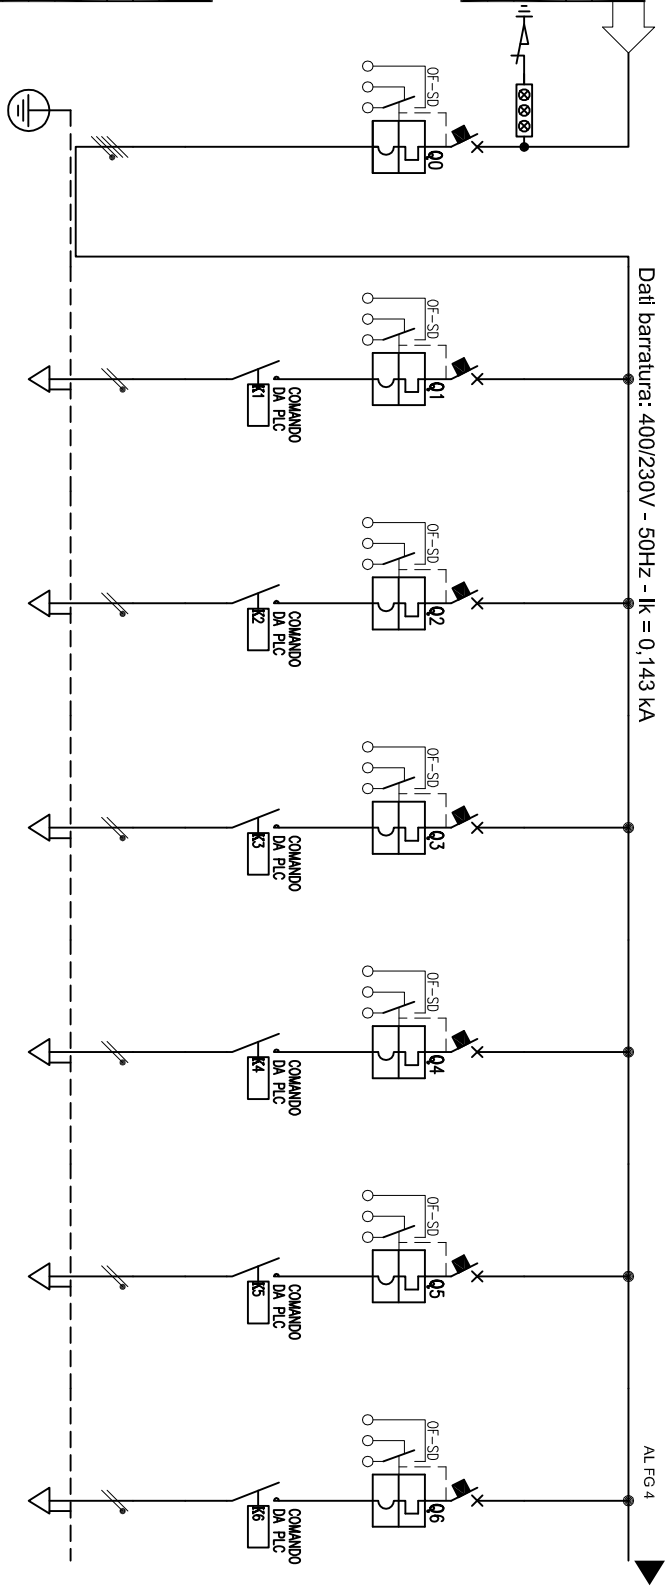 OF-SD
Q0
Dati barratura: 400/230V - 50Hz - Ik = 0,143 kA
OF-SD
Q1
COMANDO
DA PLC
K1
OF-SD
Q2
COMANDO
DA PLC
K2
OF-SD
Q3
COMANDO
DA PLC
K3
OF-SD
Q4
COMANDO
DA PLC
K4
OF-SD
Q5
COMANDO
DA PLC
K5
AL FG 4
OF-SD
Q6
COMANDO
DA PLC
K6